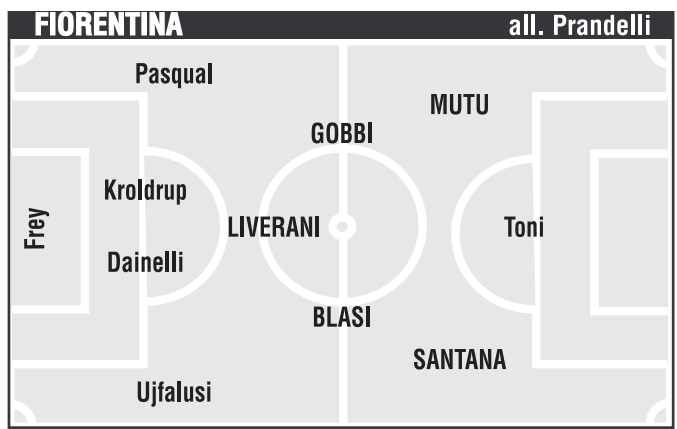 FIORENTINA
all. Prandelli
Pasqual
MUTU
GOBBI
Kroldrup
Frey
LIVERANI
Toni
Dainelli
BLASI
SANTANA
Ujfalusi